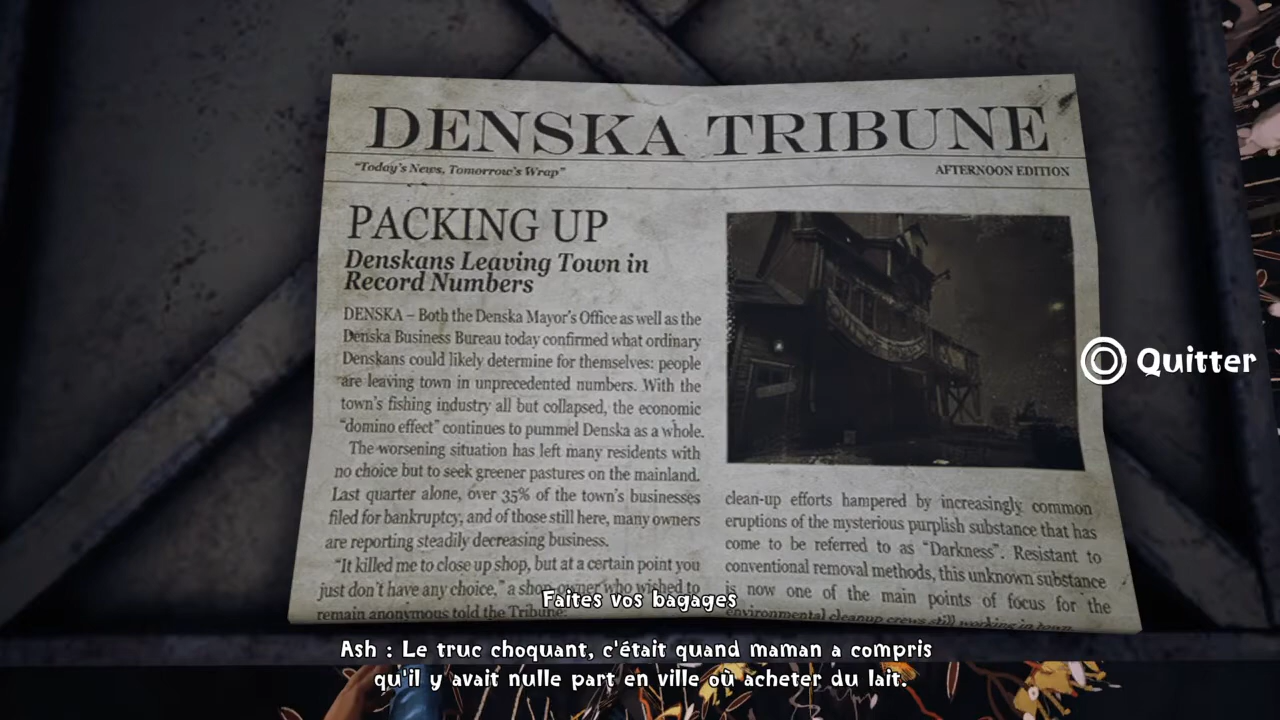 DENSKA TRIBUNE
"Today's News, Tomorrow's Wrap"
AFTERNOON EDITION
PACKING UP
Denskans Leaving Town in
Record Numbers
DENSKA – Both the Denska Mayor's Office as well as the
Denska Business Bureau today confirmed what ordinary
Denskans could likely determine for themselves: people
are leaving town in unprecedented numbers. With the
town's fishing industry all but collapsed, the economic
"domino effect" continues to pummel Denska as a whole.
The worsening situation has left many residents with
no choice but to seek greener pastures on the mainland.
Last quarter alone, over 35% of the town's businesses
filed for bankruptcy, and of those still here, many owners
are reporting steadily decreasing business.
"It killed me to close up shop, but at a certain point you
just don't have any choice," a shop owner who wished to
remain anonymous told the Tribune.
clean-up efforts hampered by increasingly common
eruptions of the mysterious purplish substance that has
come to be referred to as "Darkness". Resistant to
conventional removal methods, this unknown substance
is now one of the main points of focus for the
environmental cleanup crews still working in town.
Quitter
Faites vos bagages
Ash : Le truc choquant, c'était quand maman a compris
qu'il y avait nulle part en ville où acheter du lait.